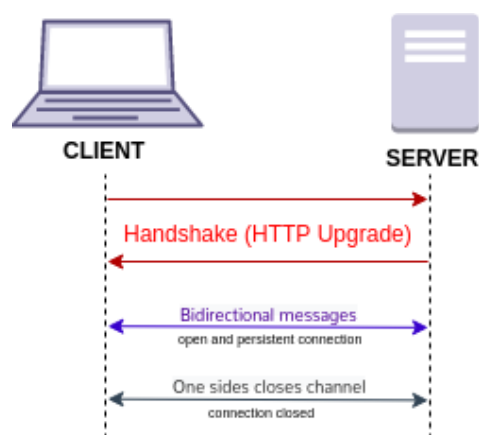 CLIENT
SERVER
Handshake (HTTP Upgrade)
Bidirectional messages
open and persistent connection
One sides closes channel
connection closed